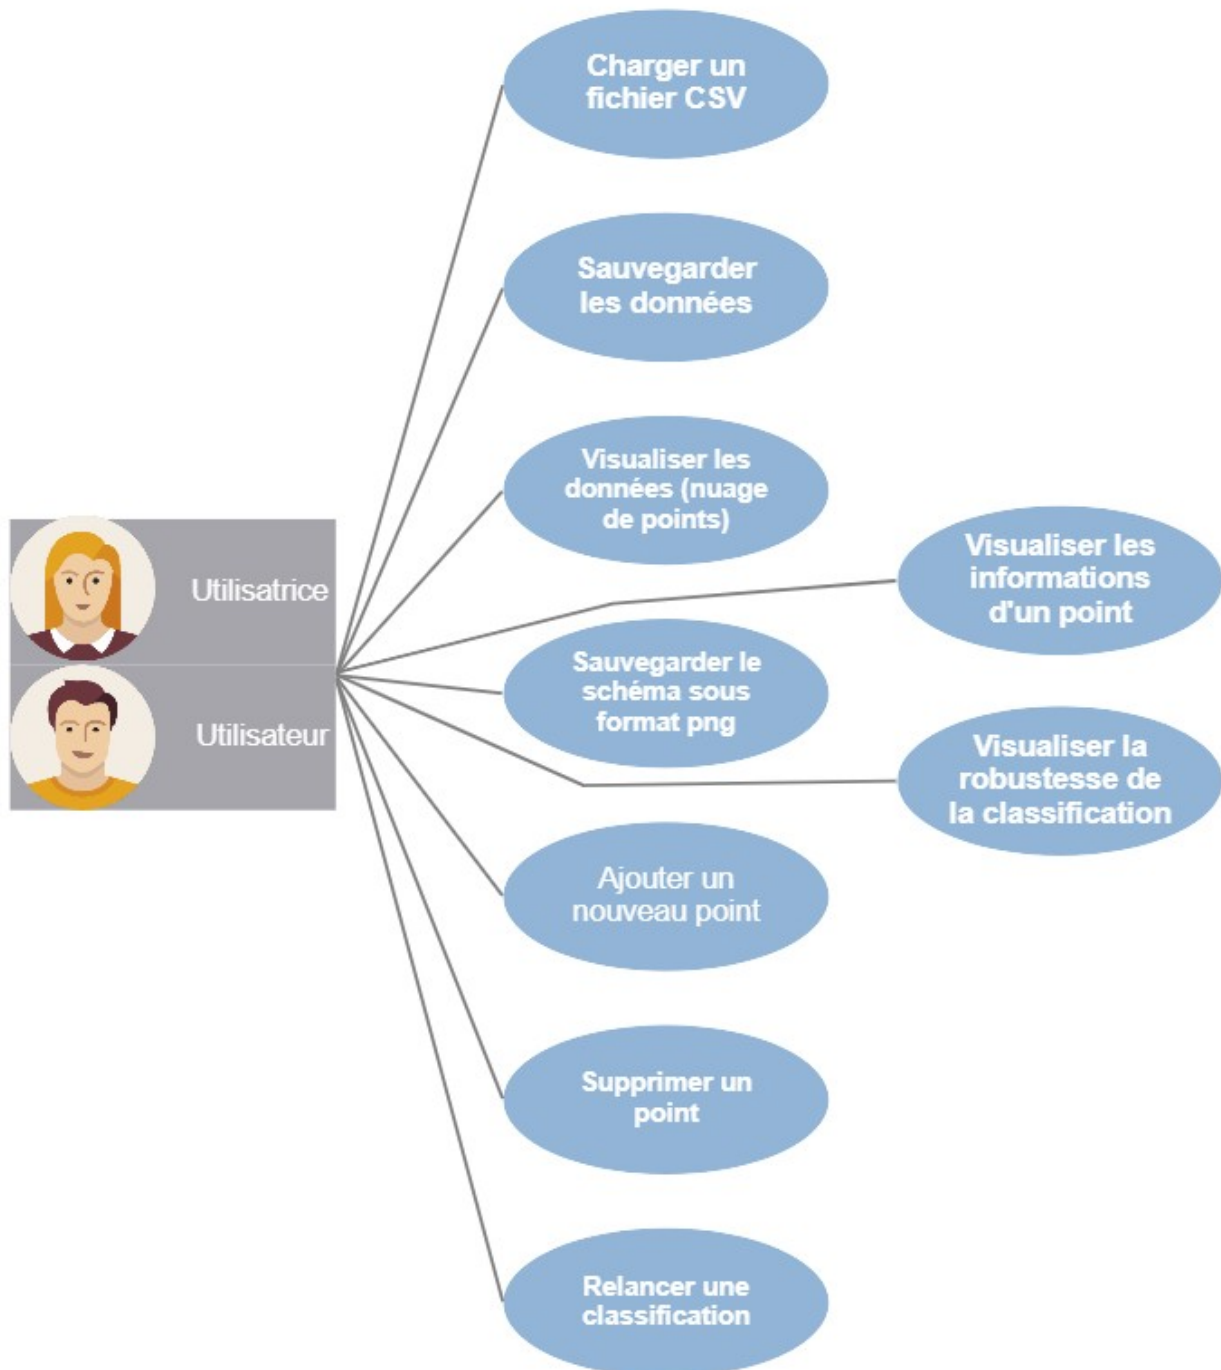 Charger un
fichier CSV
Sauvegarder
les données
Visualiser les
données (nuage
de points)
Visualiser les
informations
d'un point
Utilisatrice
Sauvegarder le
schéma sous
format png
Utilisateur
Visualiser la
robustesse de
la classification
Ajouter un
nouveau point
Supprimer un
point
Relancer une
classification